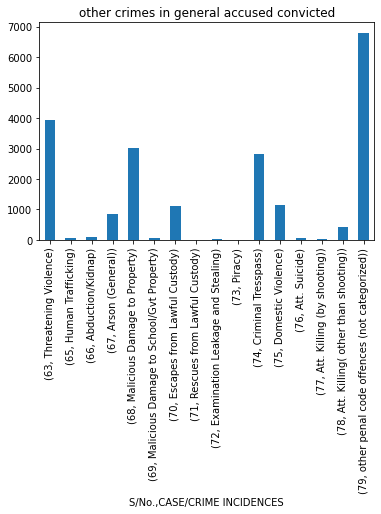 other crimes in general accused convicted
7000
6000
5000
4000
3000
2000
1000
0
(63, Threatening Violence)
(65, Human Trafficking)
(66, Abduction/Kidnap)
(67, Arson (General))
(68, Malicious Damage to Property)
(69, Malicious Damage to School/Gvt Property)
(70, Escapes from Lawful Custody)
(71, Rescues from Lawful Custody)
(72, Examination Leakage and Stealing)
(73, Piracy)
(74, Criminal Tresspass)
(75, Domestic Violence)
(76, Att.  Suicide)
(77, Att. Killing (by shooting))
(78, Att. Killing( other than shooting))
(79, other penal code offences (not categorized))
S/No.,CASE/CRIME INCIDENCES